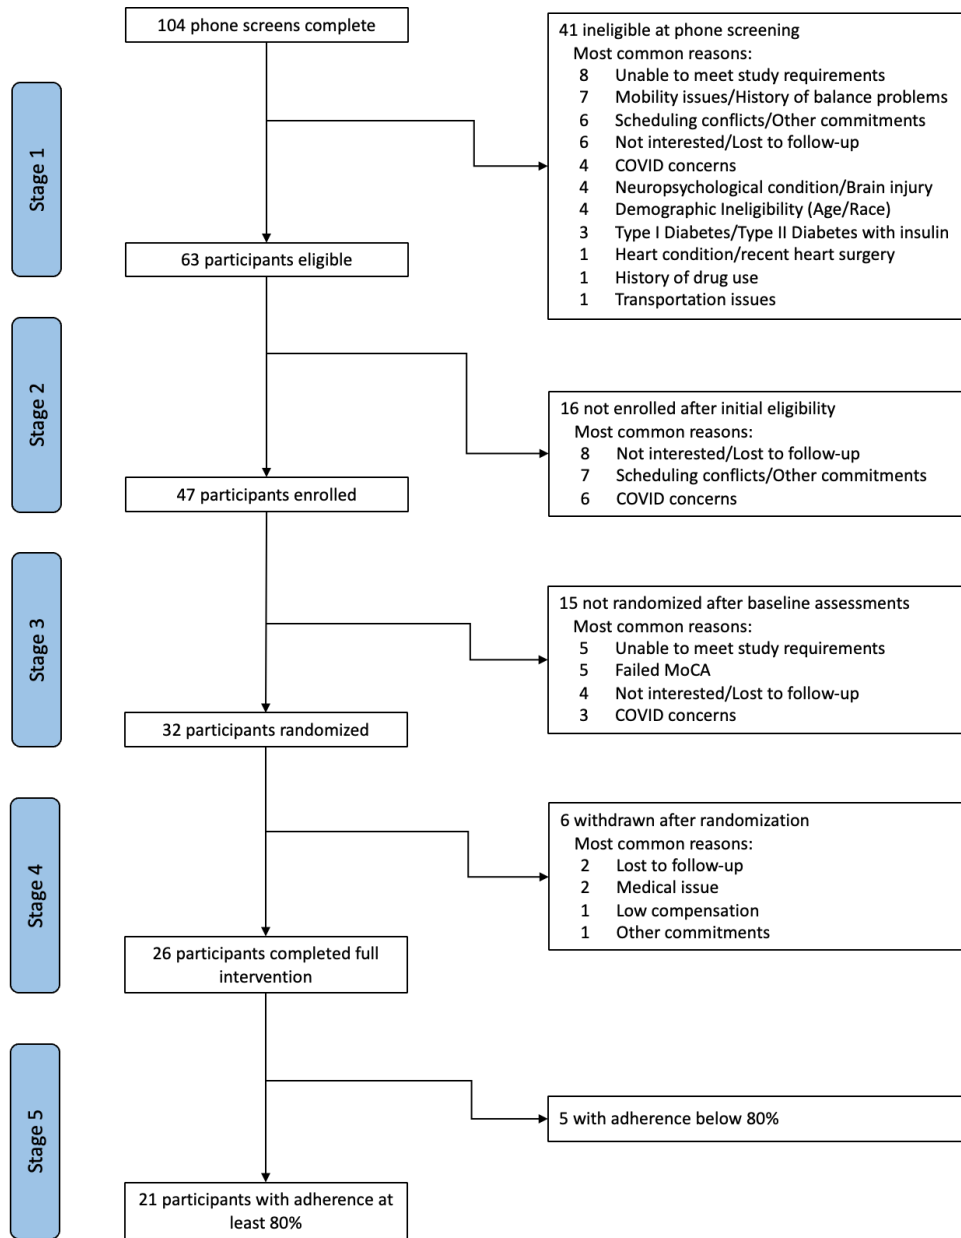 104 phone screens complete
41 ineligible at phone screening
Most common reasons:
8 Unable to meet study requirements
7 Mobility issues/History of balance problems
6 Scheduling conflicts/Other commitments
6 Not interested/Lost to follow-up
4 COVID concerns
4 Neuropsychological condition/Brain injury
4 Demographic Ineligibility (Age/Race)
3 Type I Diabetes/Type II Diabetes with insulin
1 Heart condition/recent heart surgery
1 History of drug use
1 Transportation issues
Stage 1
63 participants eligible
Stage 2
16 not enrolled after initial eligibility
Most common reasons:
8 Not interested/Lost to follow-up
7 Scheduling conflicts/Other commitments
6 COVID concerns
47 participants enrolled
Stage 3
15 not randomized after baseline assessments
Most common reasons:
5 Unable to meet study requirements
5 Failed MoCA
4 Not interested/Lost to follow-up
3 COVID concerns
32 participants randomized
Stage 4
6 withdrawn after randomization
Most common reasons:
2 Lost to follow-up
2 Medical issue
1 Low compensation
1 Other commitments
26 participants completed full
intervention
Stage 5
5 with adherence below 80%
21 participants with adherence at
least 80%